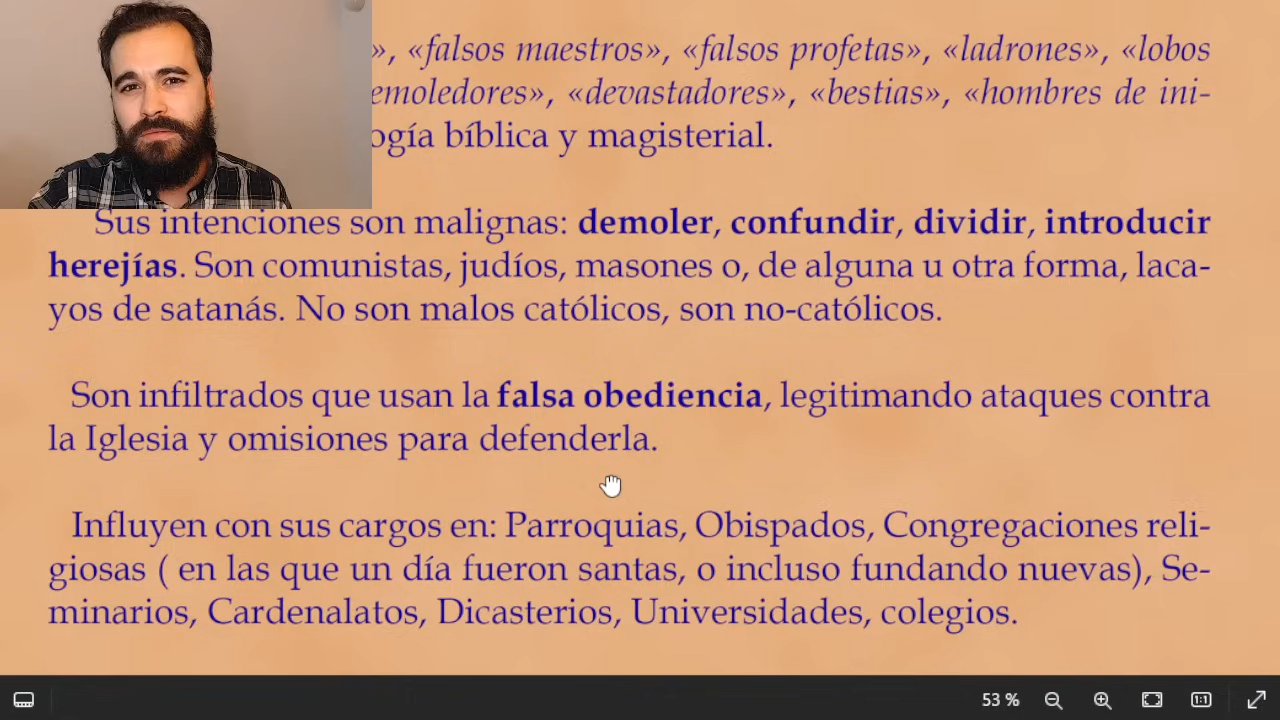 », «falsos maestros», «falsos profetas», «ladrones», «lobos
emoledores», «devastadores», «bestias», «hombres de ini-
ogía bíblica y magisterial.
Sus intenciones son malignas: demoler, confundir, dividir, introducir
herejías. Son comunistas, judíos, masones o, de alguna u otra forma, laca-
yos de satanás. No son malos católicos, son no-católicos.
Son infiltrados que usan la falsa obediencia, legitimando ataques contra
la Iglesia y omisiones para defenderla.
Influyen con sus cargos en: Parroquias, Obispados, Congregaciones reli-
giosas ( en las que un día fueron santas, o incluso fundando nuevas), Se-
minarios, Cardenalatos, Dicasterios, Universidades, colegios.
53 %
1:1